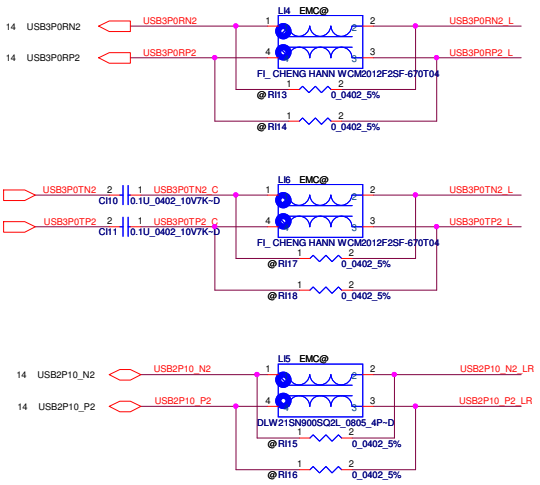 LI4 EMC@
14 USB3P0RN2 USB3P0RN2 1 2 USB3P0RN2_L
14 USB3P0RP2 USB3P0RP2 4 3 USB3P0RP2_L
FI_ CHENG HANN WCM2012F2SF-670T04
1 2
@RI13 0_0402_5%
1 2
@RI14 0_0402_5%
LI6 EMC@
USB3P0TN2 2 1 USB3P0TN2_C 1 2 USB3P0TN2_L
CI10 0.1U_0402_10V7K~D
USB3P0TP2 2 1 USB3P0TP2_C 4 3 USB3P0TP2_L
CI11 0.1U_0402_10V7K~D
FI_ CHENG HANN WCM2012F2SF-670T04
1 2
@RI17 0_0402_5%
1 2
@RI18 0_0402_5%
LI5 EMC@
14 USB2P10_N2 USB2P10_N2 1 2 USB2P10_N2_LR
14 USB2P10_P2 USB2P10_P2 4 3 USB2P10_P2_LR
DLW21SN900SQ2L_0805_4P~D
1 2
@RI15 0_0402_5%
1 2
@RI16 0_0402_5%